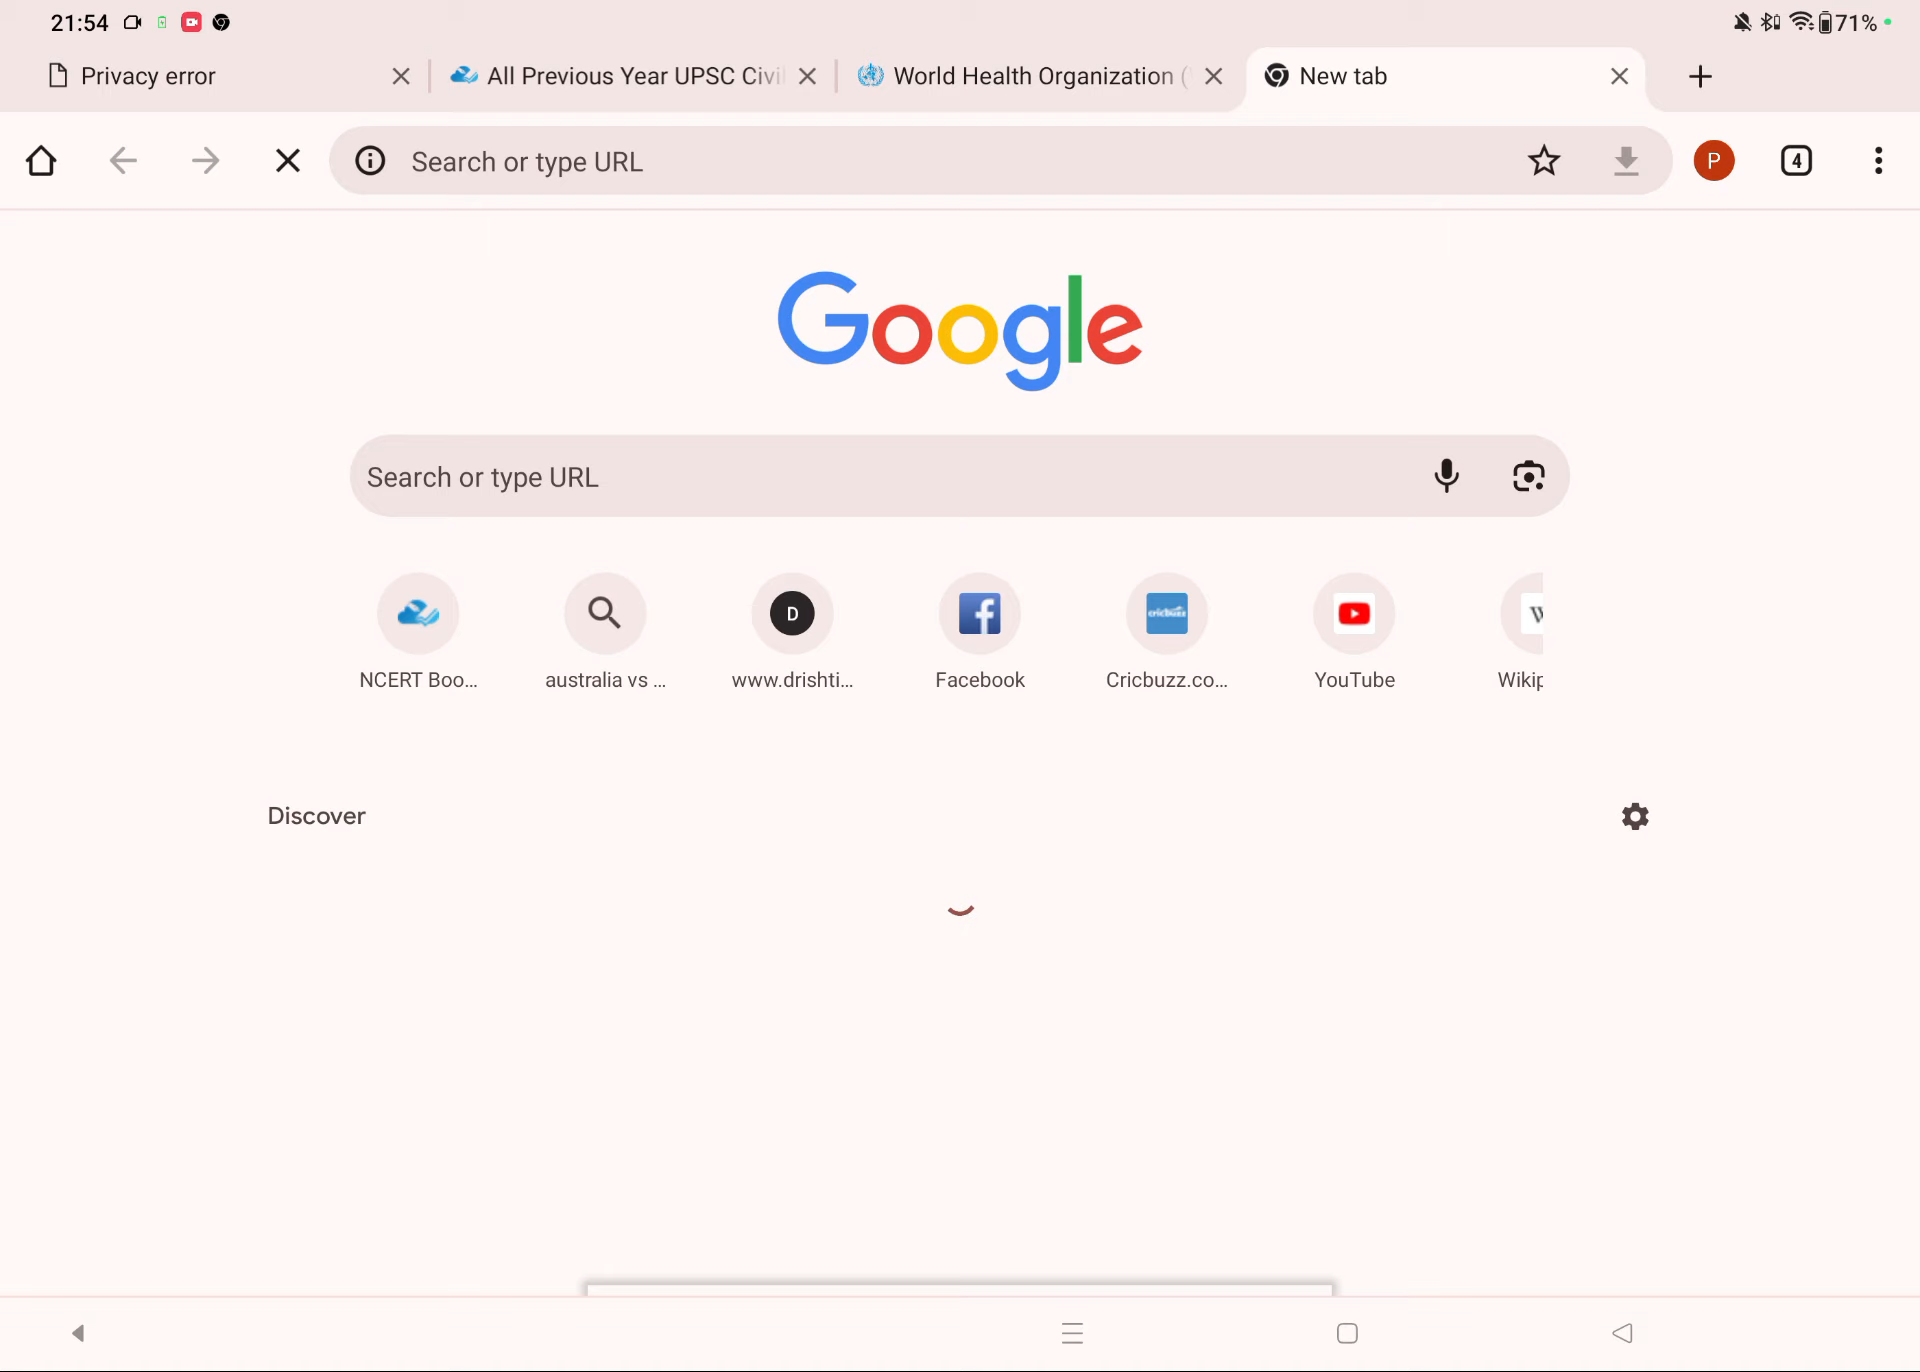 21:54
71%
Privacy error
All Previous Year UPSC Civi
World Health Organization (
New tab
Search or type URL
P
4
Google
Search or type URL
D
cricbuzz
W
NCERT Boo...
australia vs ...
www.drishti...
Facebook
Cricbuzz.co...
YouTube
Wikip
Discover